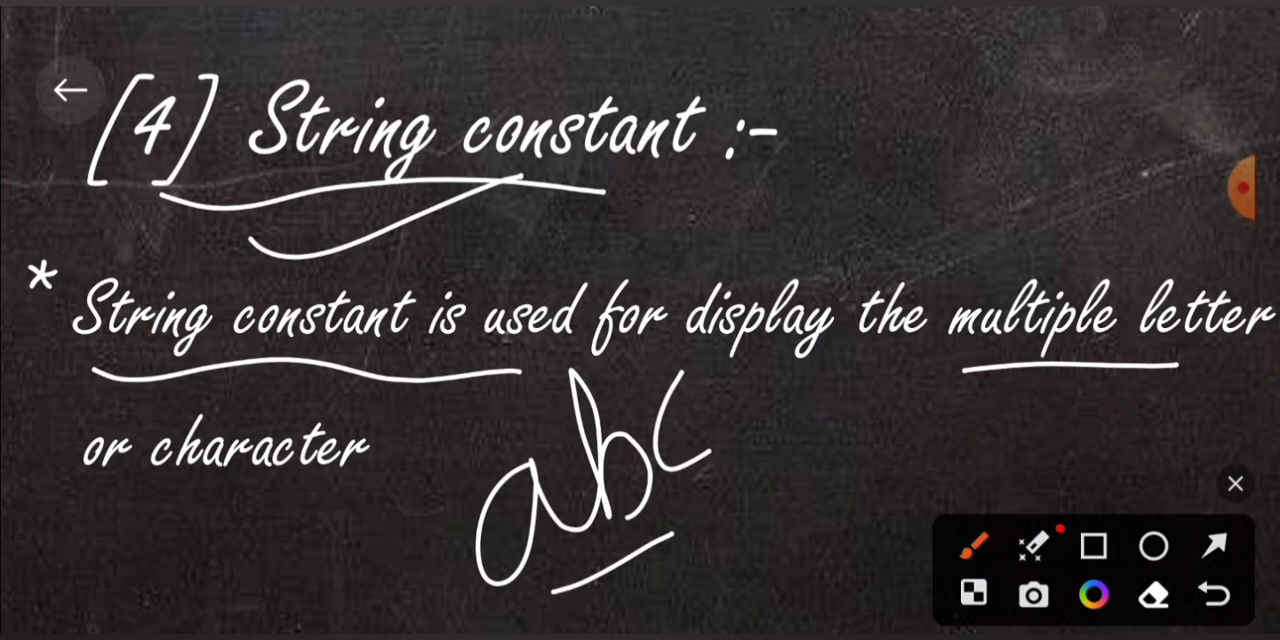 [4] String constant :-
* String constant is used for display the multiple letter
or character
abc